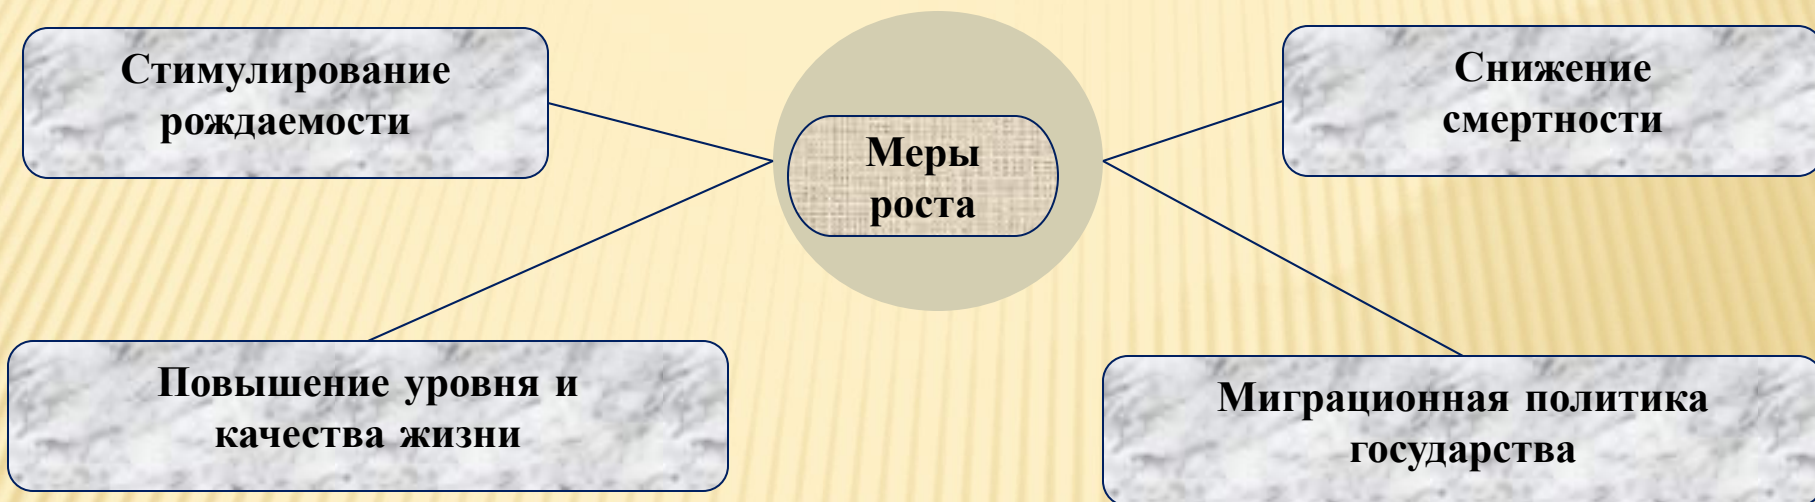 Стимулирование
рождаемости
Меры
роста
Снижение
смертности
Повышение уровня и
качества жизни
Миграционная политика
государства